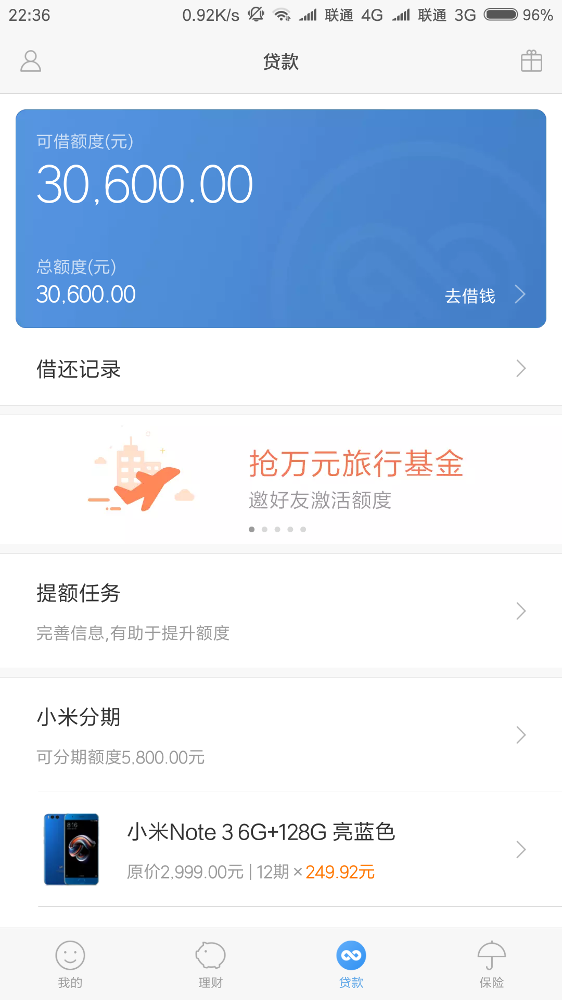 22:36 0.92K/s 联通 4G 联通 3G 96%
贷款
可借额度(元)
30,600.00
总额度(元)
30,600.00
去借钱
借还记录
抢万元旅行基金
邀好友激活额度
提额任务
完善信息,有助于提升额度
小米分期
可分期额度5,800.00元
8:16
小米Note 3 6G+128G 亮蓝色
原价2,999.00元 | 12期 × 249.92元
我的 理财 贷款 保险